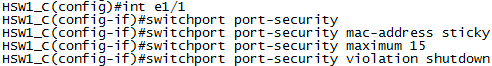 HSW1_C(config)#int e1/1
HSW1_C(config-if)#switchport port-security
HSW1_C(config-if)#switchport port-security mac-address sticky
HSW1_C(config-if)#switchport port-security maximum 15
HSW1_C(config-if)#switchport port-security violation shutdown